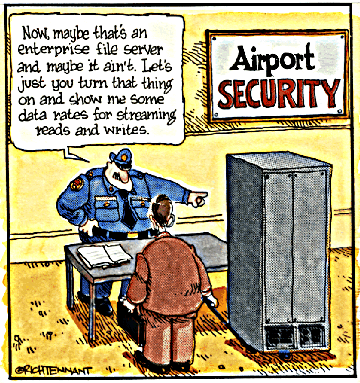 Now, maybe that's an
enterprise file server
and maybe it ain't. Let's
just you turn that thing
on and show me some
data rates for streaming
reads and writes.
Airport
SECURITY
@RICHTENNANT